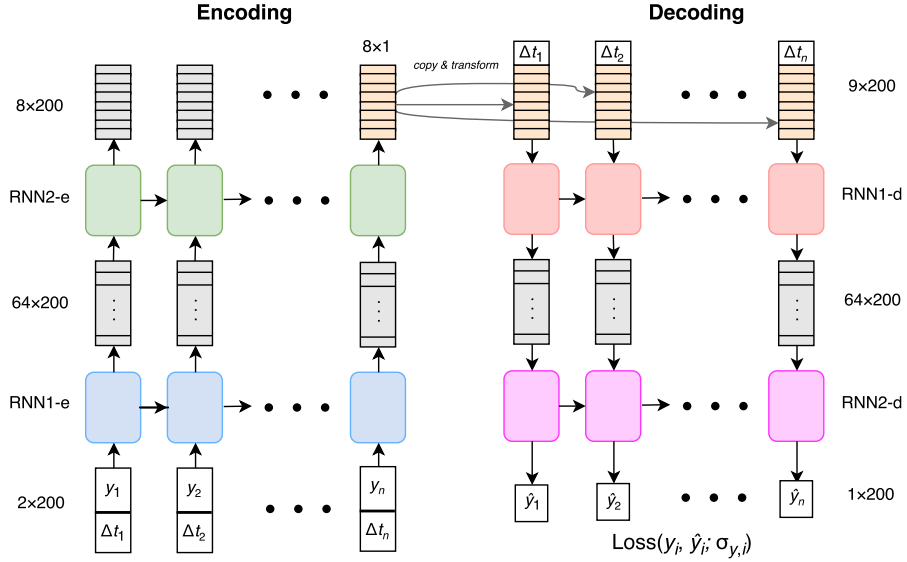 Encoding
Decoding
8×1
copy & transform
Δt₁
Δt₂
Δtₙ
8×200
9×200
RNN2-e
RNN1-d
64×200
64×200
RNN1-e
RNN2-d
2×200
y₁
y₂
yₙ
Δt₁
Δt₂
Δtₙ
ŷ₁
ŷ₂
ŷₙ
1×200
Loss(yᵢ, ŷᵢ; σ_{y,i})